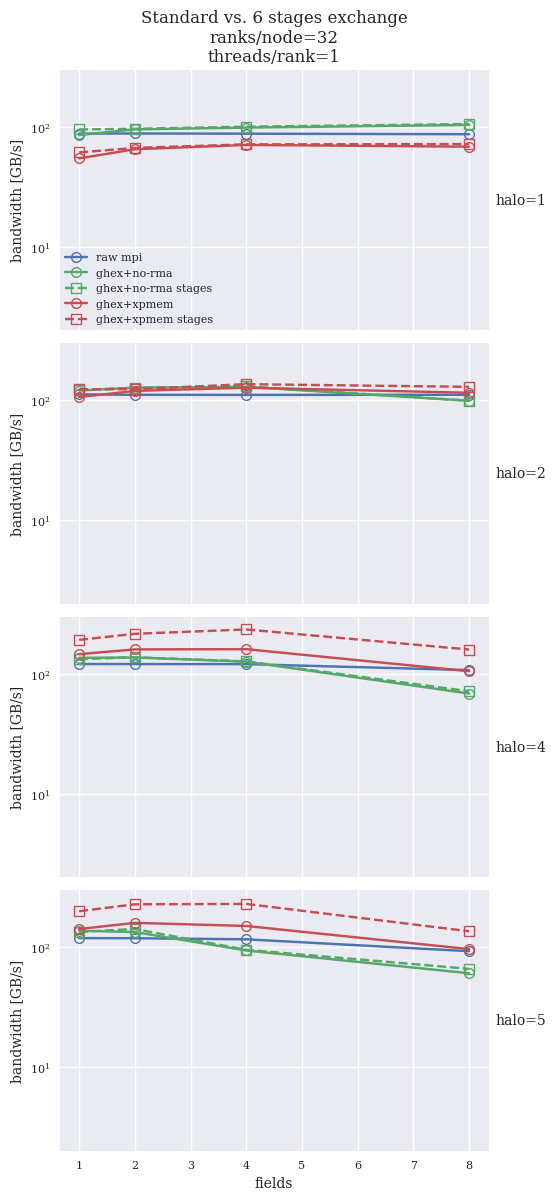 Standard vs. 6 stages exchange
ranks/node=32
threads/rank=1
bandwidth [GB/s]
10²
10¹
halo=1
raw mpi
ghex+no-rma
ghex+no-rma stages
ghex+xpmem
ghex+xpmem stages
bandwidth [GB/s]
10²
10¹
halo=2
bandwidth [GB/s]
10²
10¹
halo=4
bandwidth [GB/s]
10²
10¹
halo=5
1 2 3 4 5 6 7 8
fields